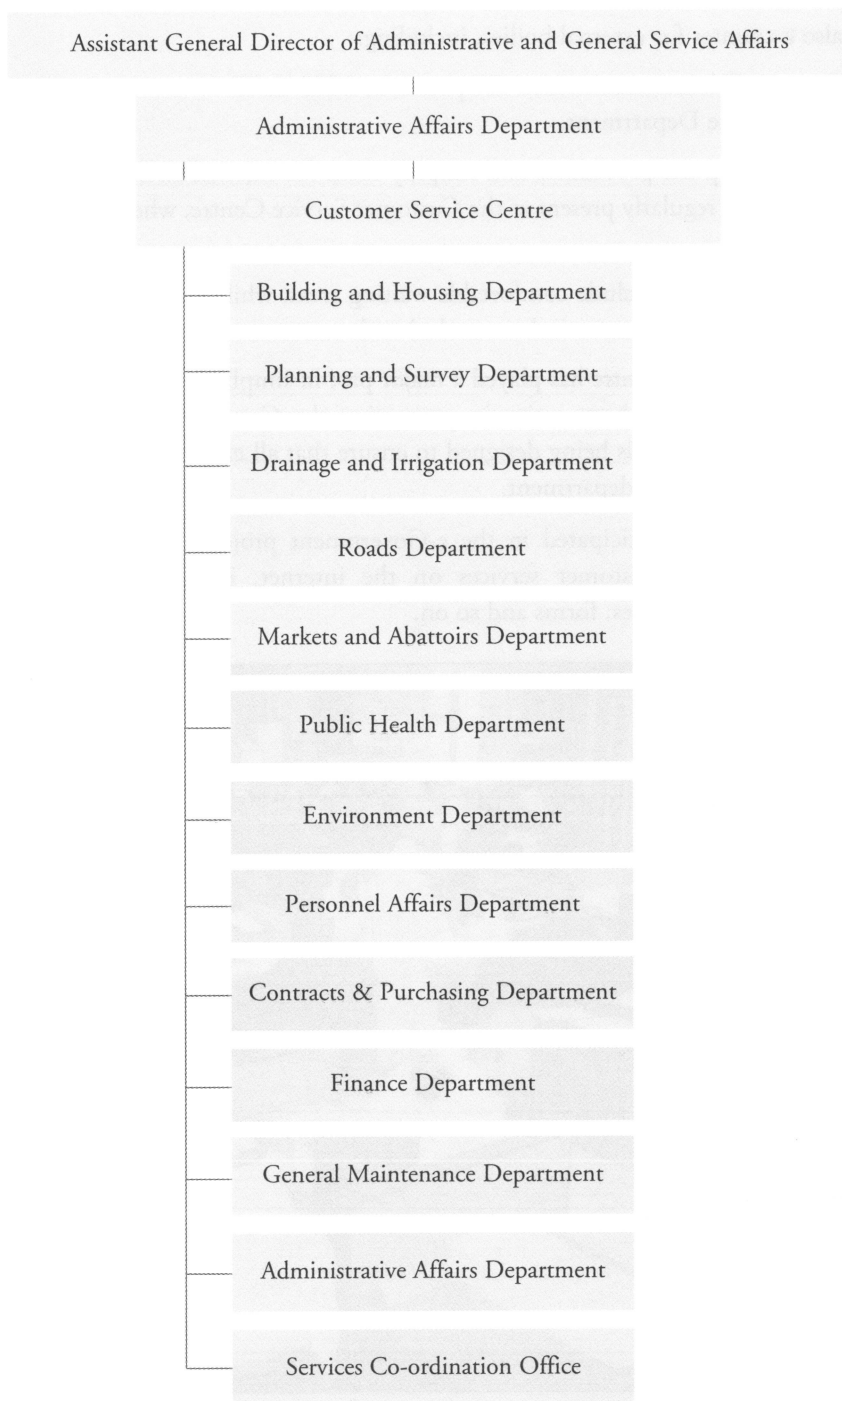 Assistant General Director of Administrative and General Service Affairs
Administrative Affairs Department
Customer Service Centre
Building and Housing Department
Planning and Survey Department
Drainage and Irrigation Department
Roads Department
Markets and Abattoirs Department
Public Health Department
Environment Department
Personnel Affairs Department
Contracts & Purchasing Department
Finance Department
General Maintenance Department
Administrative Affairs Department
Services Co-ordination Office